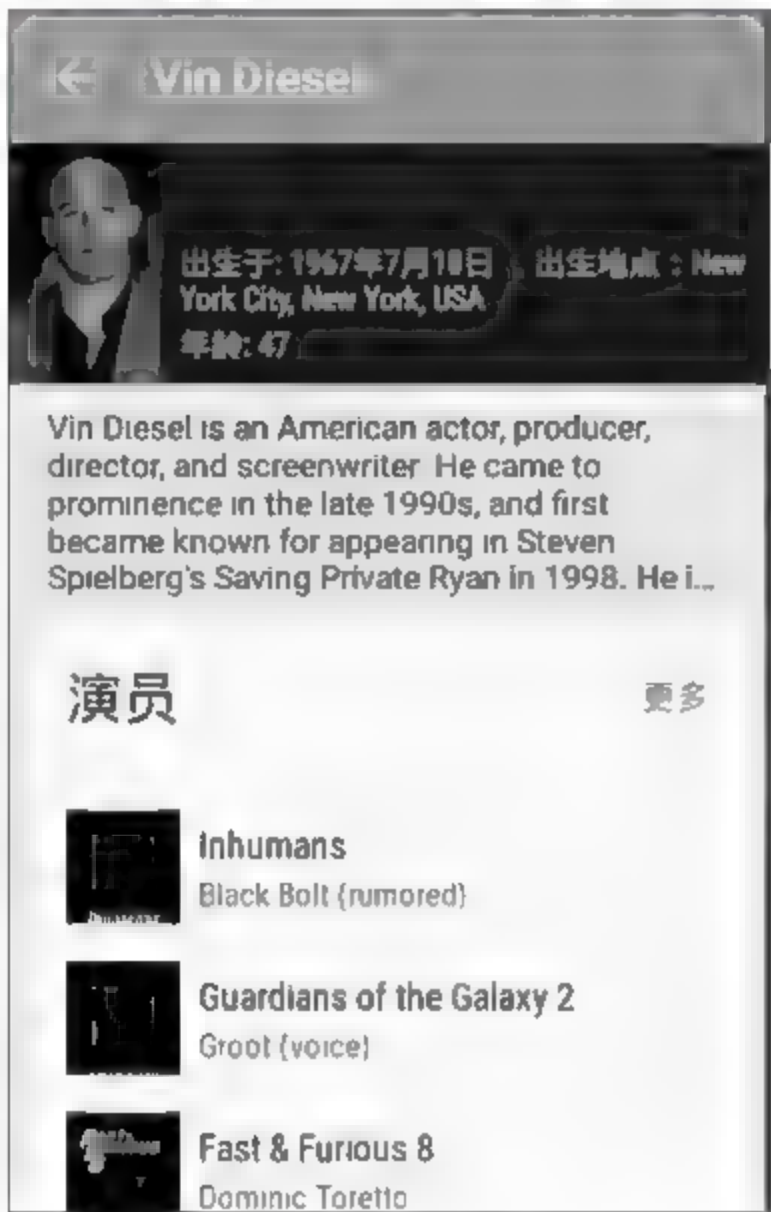 Vin Diesel
出生于: 1967年7月18日 出生地点：New
York City, New York, USA
年龄: 47
Vin Diesel is an American actor, producer,
director, and screenwriter. He came to
prominence in the late 1990s, and first
became known for appearing in Steven
Spielberg's Saving Private Ryan in 1998. He i...
演员 更多
Inhumans
Black Bolt (rumored)
Guardians of the Galaxy 2
Groot (voice)
Fast & Furious 8
Dominic Toretto